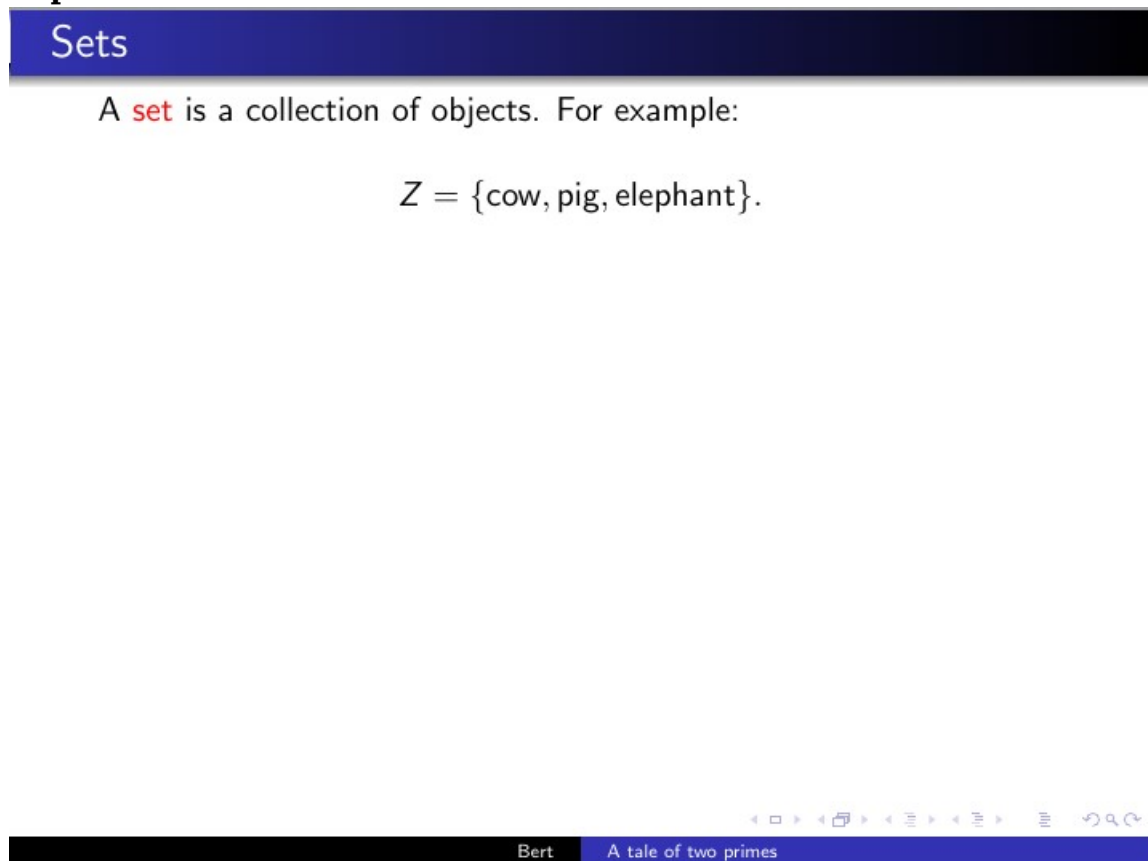 Sets
A set is a collection of objects. For example:
Z = {cow, pig, elephant}.
Bert A tale of two primes